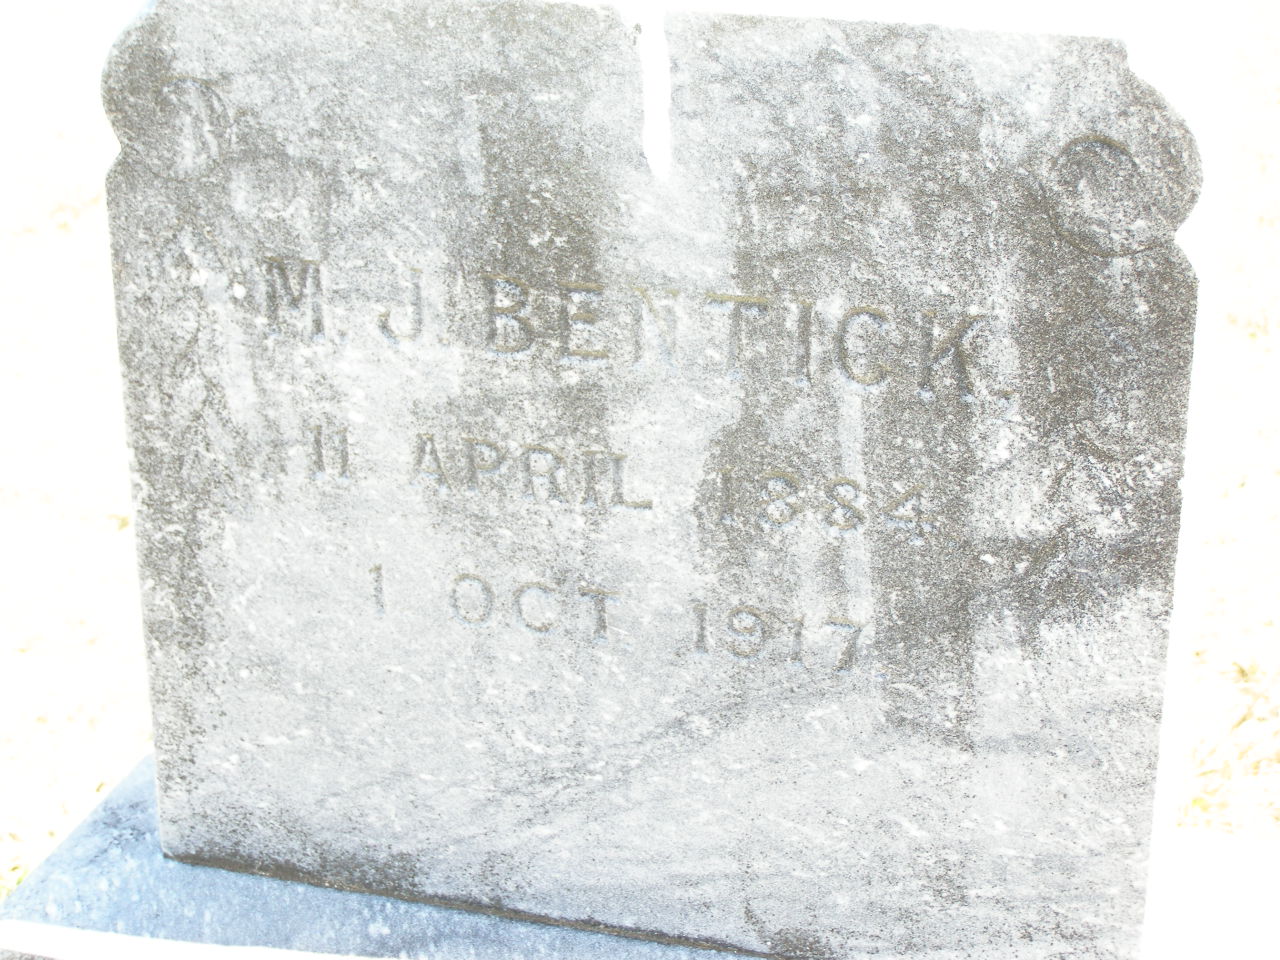 M. J. BENTICK.
11 APRIL 1884
1 OCT 1917